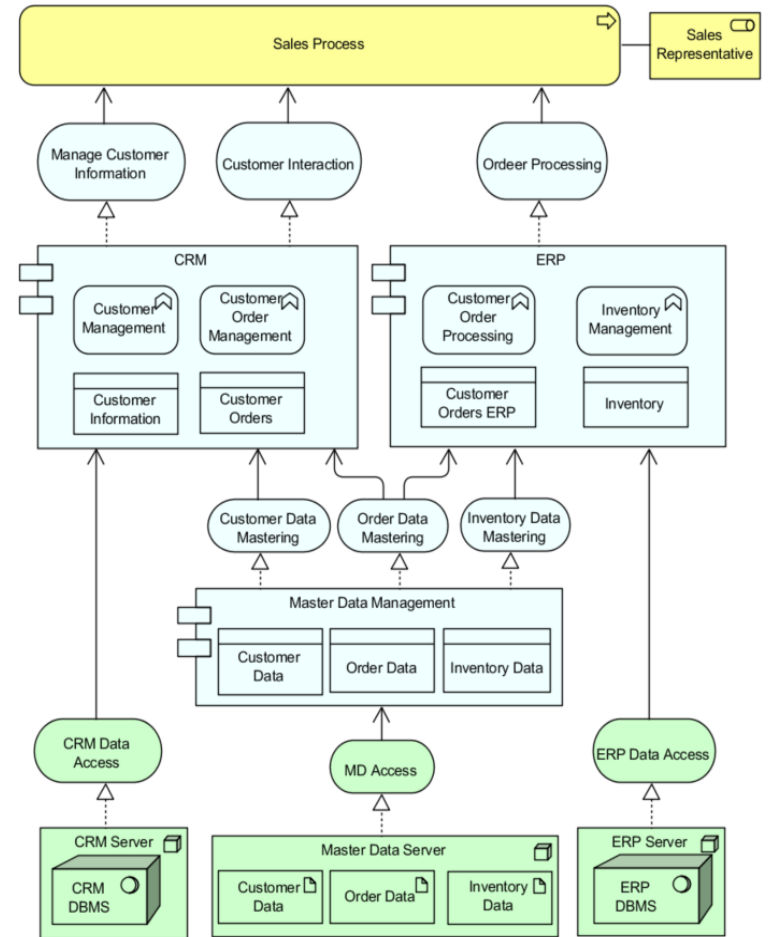 Sales Process
Sales
Representative
Manage Customer
Information
Customer Interaction
Ordeer Processing
CRM
Customer
Management
Customer
Order
Management
Customer
Information
Customer
Orders
ERP
Customer
Order
Processing
Inventory
Management
Customer
Orders ERP
Inventory
Customer Data
Mastering
Order Data
Mastering
Inventory Data
Mastering
Master Data Management
Customer
Data
Order Data
Inventory Data
CRM Data
Access
MD Access
ERP Data Access
CRM Server
CRM
DBMS
Master Data Server
Customer
Data
Order Data
Inventory
Data
ERP Server
ERP
DBMS